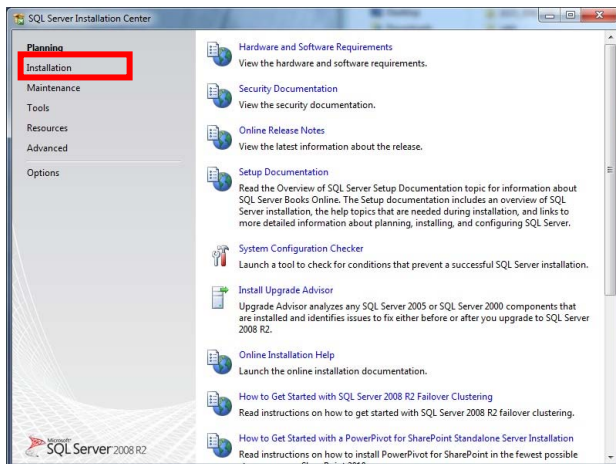 SQL Server Installation Center
Planning
Installation
Maintenance
Tools
Resources
Advanced
Options
Hardware and Software Requirements
View the hardware and software requirements.
Security Documentation
View the security documentation.
Online Release Notes
View the latest information about the release.
Setup Documentation
Read the Overview of SQL Server Setup Documentation topic for information about
SQL Server Books Online. The Setup documentation includes an overview of SQL
Server installation, the help topics that are needed during installation, and links to
more detailed information about planning, installing, and configuring SQL Server.
System Configuration Checker
Launch a tool to check for conditions that prevent a successful SQL Server installation.
Install Upgrade Advisor
Upgrade Advisor analyzes any SQL Server 2005 or SQL Server 2000 components that
are installed and identifies issues to fix either before or after you upgrade to SQL Server
2008 R2.
Online Installation Help
Launch the online installation documentation.
How to Get Started with SQL Server 2008 R2 Failover Clustering
Read instructions on how to get started with SQL Server 2008 R2 failover clustering.
How to Get Started with a PowerPivot for SharePoint Standalone Server Installation
Read instructions on how to install PowerPivot for SharePoint in the fewest possible
Microsoft
SQL Server 2008 R2